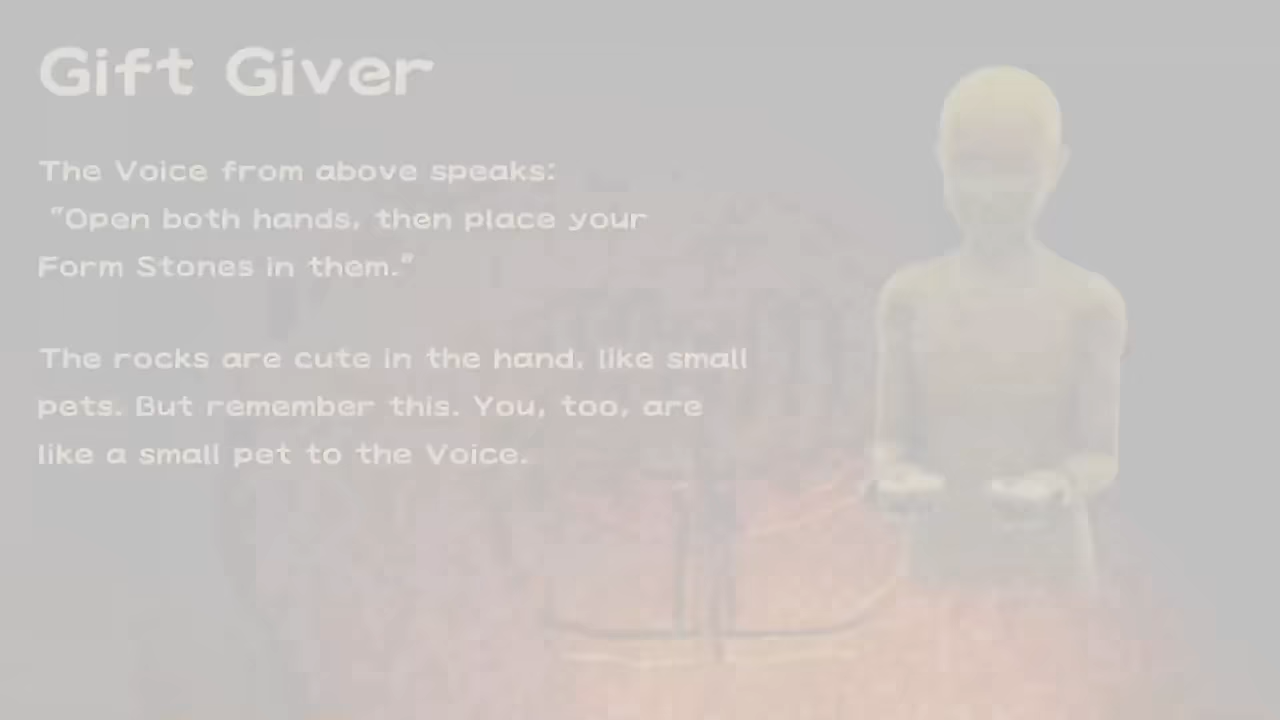 Gift Giver
The Voice from above speaks:
"Open both hands, then place your
Form Stones in them."
The rocks are cute in the hand, like small
pets. But remember this. You, too, are
like a small pet to the Voice.